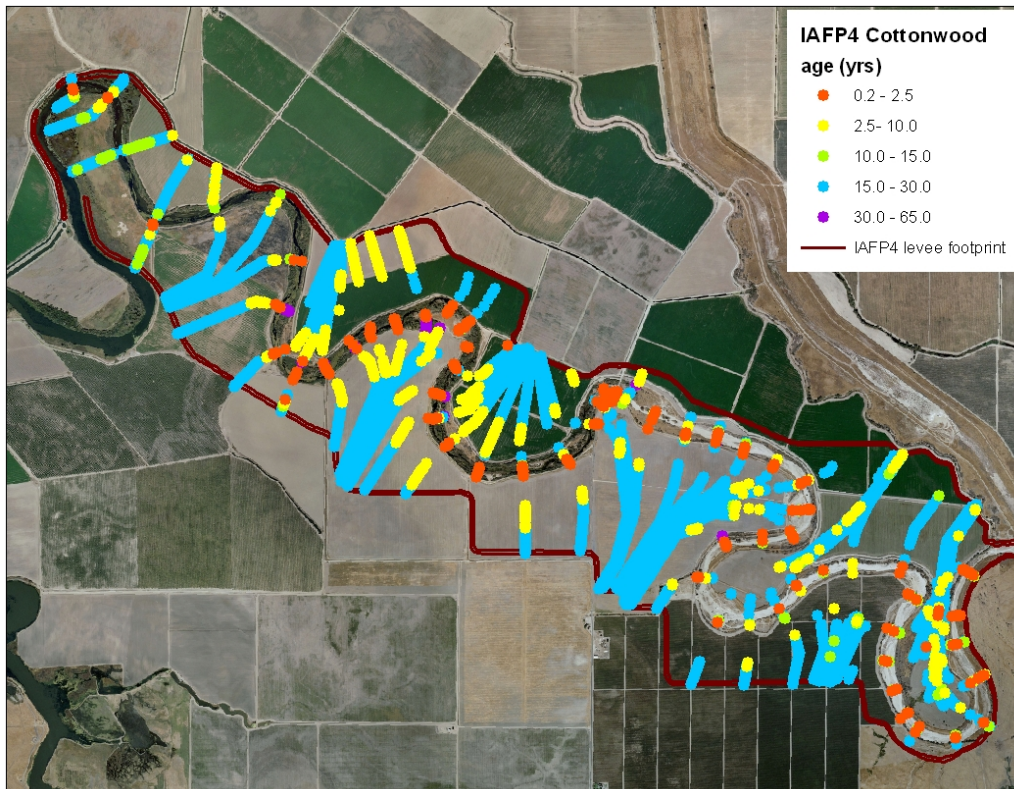 IAFP4 Cottonwood
age (yrs)
0.2 - 2.5
2.5- 10.0
10.0 - 15.0
15.0 - 30.0
30.0 - 65.0
IAFP4 levee footprint